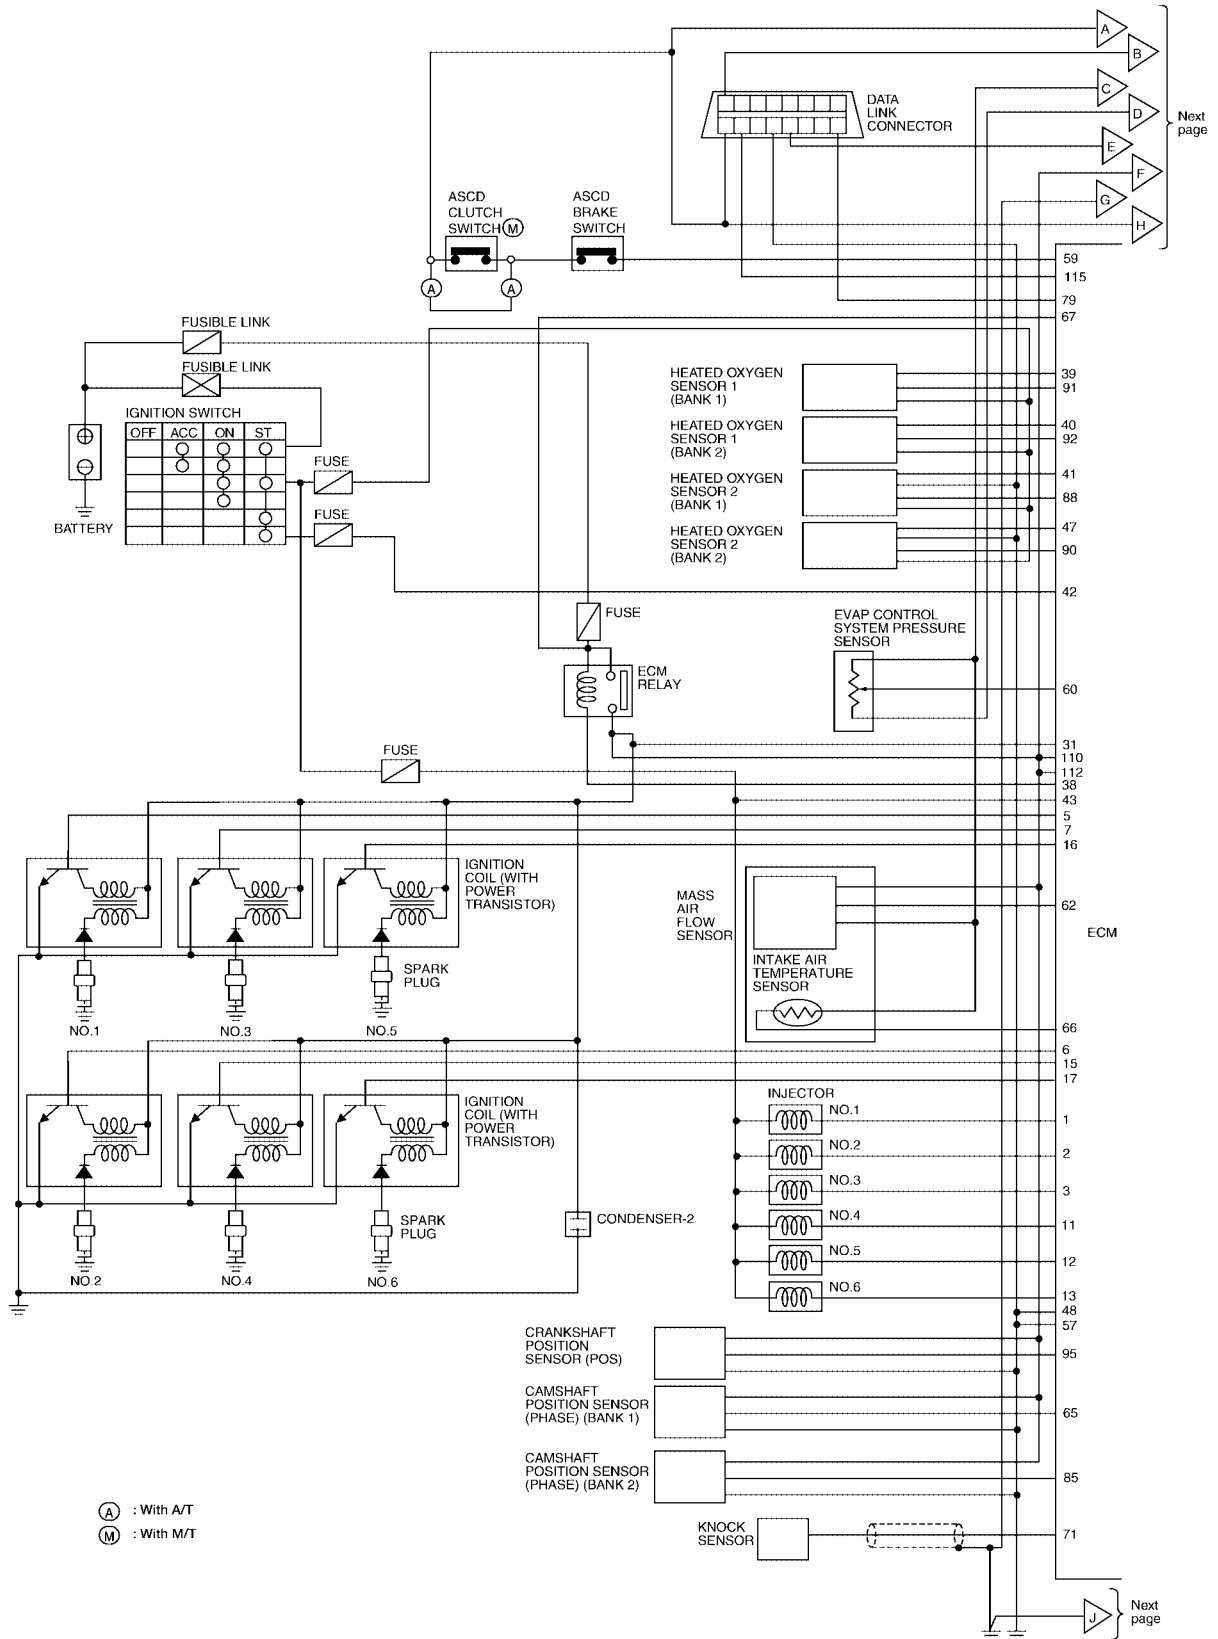 A
B
C
DATA
LINK
CONNECTOR
D
Next
page
E
F
G
H
ASCD
CLUTCH
SWITCH M
ASCD
BRAKE
SWITCH
59
115
A
A
79
67
FUSIBLE LINK
FUSIBLE LINK
HEATED OXYGEN
SENSOR 1
(BANK 1)
39
91
IGNITION SWITCH
OFF ACC ON ST
HEATED OXYGEN
SENSOR 1
(BANK 2)
40
92
FUSE
HEATED OXYGEN
SENSOR 2
(BANK 1)
41
88
BATTERY
FUSE
HEATED OXYGEN
SENSOR 2
(BANK 2)
47
90
42
FUSE
EVAP CONTROL
SYSTEM PRESSURE
SENSOR
ECM
RELAY
60
FUSE
31
110
112
38
43
5
7
16
IGNITION
COIL (WITH
POWER
TRANSISTOR)
MASS
AIR
FLOW
SENSOR
62
ECM
INTAKE AIR
TEMPERATURE
SENSOR
SPARK
PLUG
NO.1
NO.3
NO.5
66
6
15
17
IGNITION
COIL (WITH
POWER
TRANSISTOR)
INJECTOR
NO.1
1
NO.2
2
NO.3
3
NO.4
11
NO.5
12
NO.6
13
SPARK
PLUG
CONDENSER-2
NO.2
NO.4
NO.6
48
57
CRANKSHAFT
POSITION
SENSOR (POS)
95
CAMSHAFT
POSITION SENSOR
(PHASE) (BANK 1)
65
CAMSHAFT
POSITION SENSOR
(PHASE) (BANK 2)
85
A : With A/T
M : With M/T
KNOCK
SENSOR
71
J
Next
page